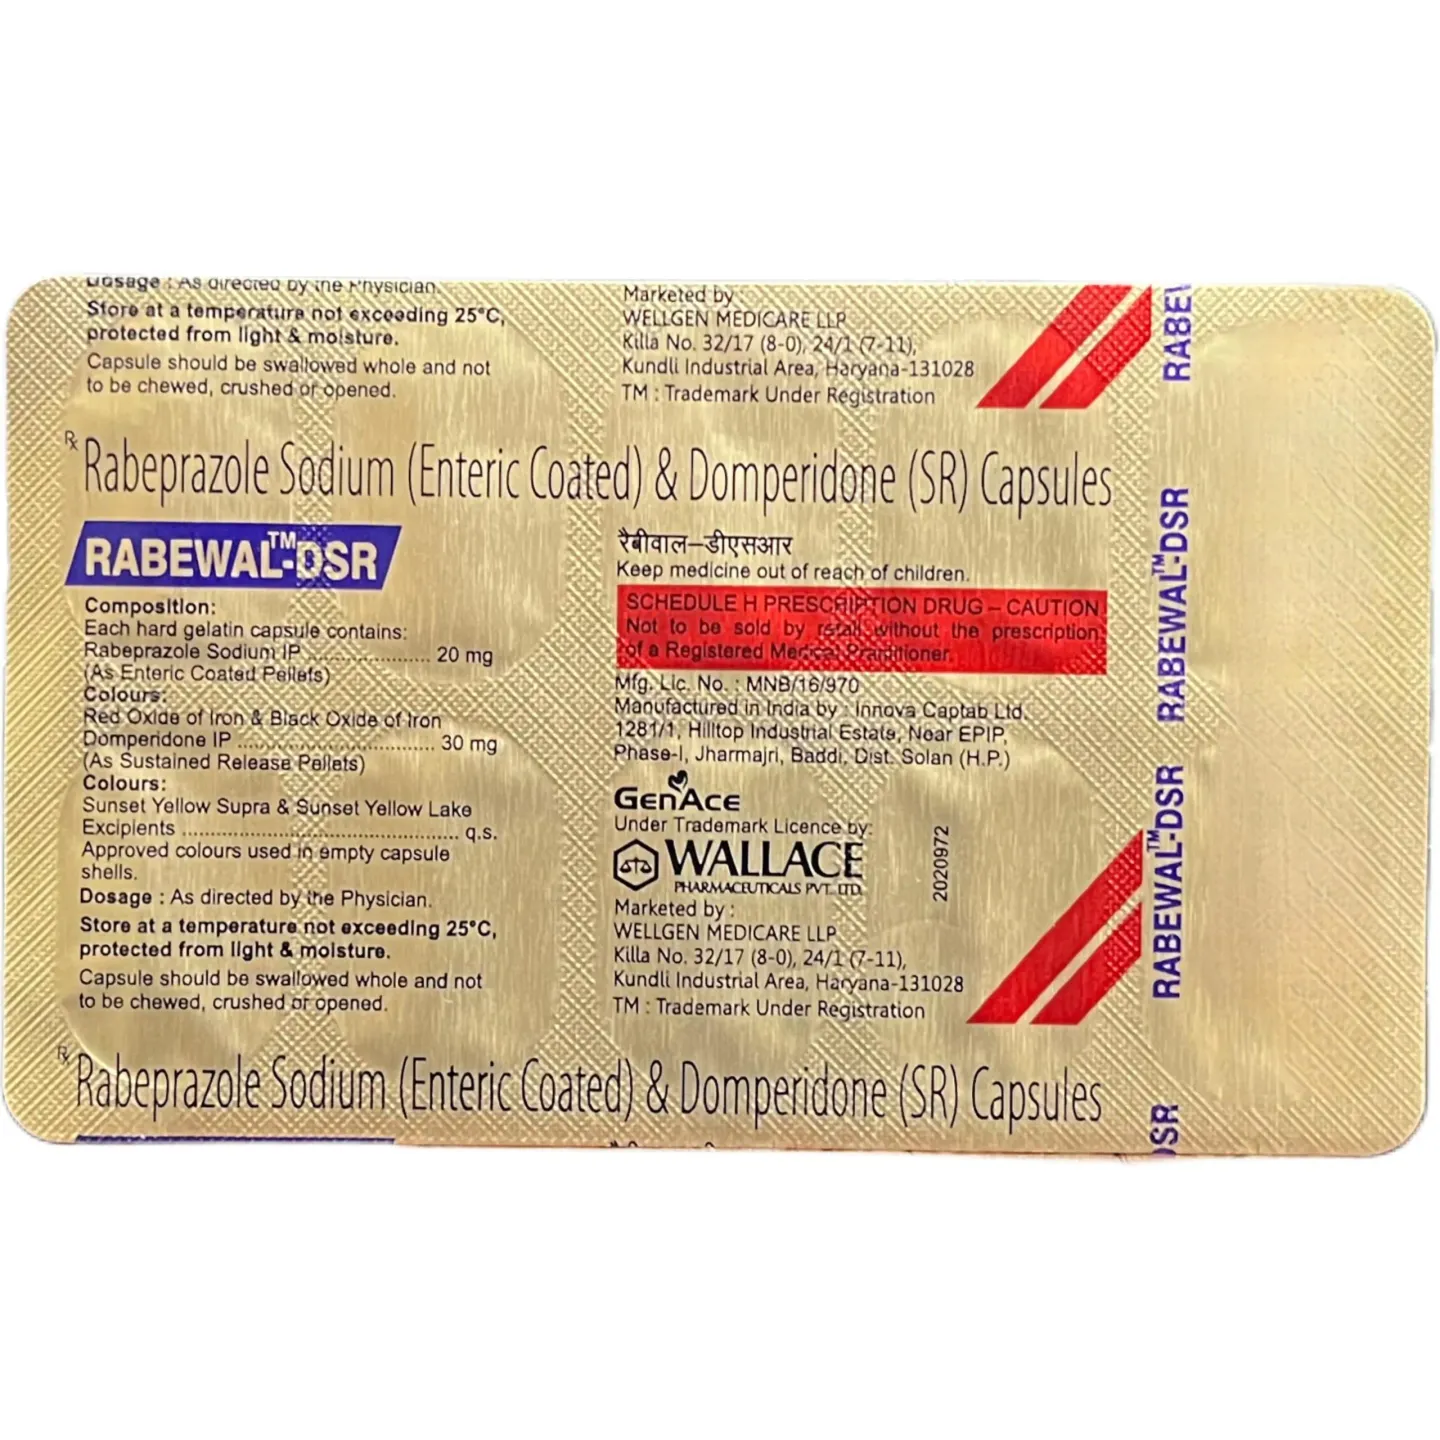 Dosage : As directed by the Physician.
Store at a temperature not exceeding 25°C,
protected from light & moisture.
Capsule should be swallowed whole and not
to be chewed, crushed or opened.
Marketed by :
WELLGEN MEDICARE LLP
Killa No. 32/17 (8-0), 24/1 (7-11),
Kundli Industrial Area, Haryana-131028
TM : Trademark Under Registration
Rx Rabeprazole Sodium (Enteric Coated) & Domperidone (SR) Capsules
RABEWAL™-DSR
Composition:
Each hard gelatin capsule contains:
Rabeprazole Sodium IP ..................... 20 mg
(As Enteric Coated Pellets)
Colours:
Red Oxide of Iron & Black Oxide of Iron
Domperidone IP ................................. 30 mg
(As Sustained Release Pellets)
Colours:
Sunset Yellow Supra & Sunset Yellow Lake
Excipients .............................................. q.s.
Approved colours used in empty capsule
shells.
Dosage : As directed by the Physician.
Store at a temperature not exceeding 25°C,
protected from light & moisture.
Capsule should be swallowed whole and not
to be chewed, crushed or opened.
रैबीवाल–डीएसआर
Keep medicine out of reach of children.
SCHEDULE H PRESCRIPTION DRUG – CAUTION
Not to be sold by retail without the prescription
of a Registered Medical Practitioner.
Mfg. Lic. No. : MNB/16/970
Manufactured in India by : Innova Captab Ltd.
1281/1, Hilltop Industrial Estate, Near EPIP,
Phase-I, Jharmajri, Baddi, Dist. Solan (H.P.)
GenAce
Under Trademark Licence by:
WALLACE
PHARMACEUTICALS PVT. LTD.
2020972
Marketed by :
WELLGEN MEDICARE LLP
Killa No. 32/17 (8-0), 24/1 (7-11),
Kundli Industrial Area, Haryana-131028
TM : Trademark Under Registration
Rx Rabeprazole Sodium (Enteric Coated) & Domperidone (SR) Capsules
RABEW
RABEWAL™-DSR
RABEWAL™-DSR
DSR